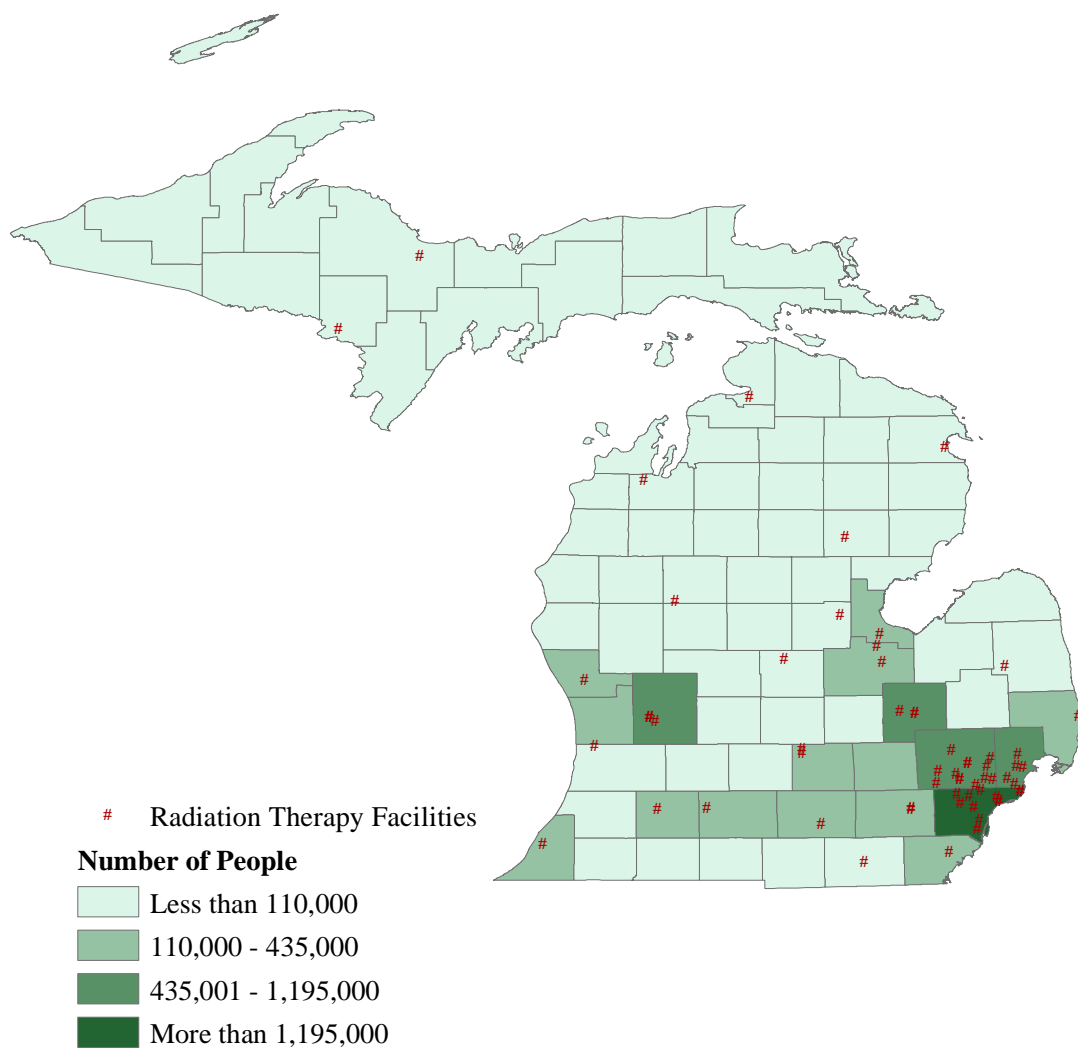 # Radiation Therapy Facilities
Number of People
Less than 110,000
110,000 - 435,000
435,001 - 1,195,000
More than 1,195,000